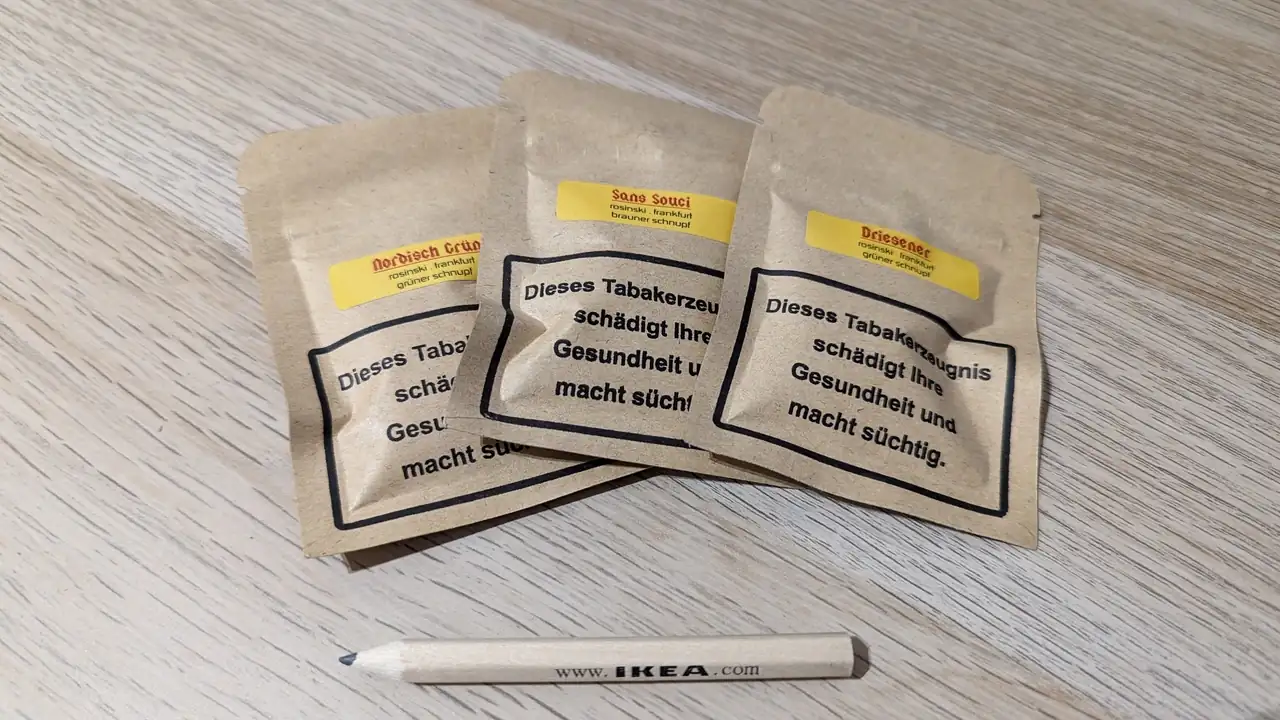 Nordisch Grün
rosinski . frankfurt
grüner schnupf
Dieses Taba
schä
Gesu
macht süc
Sans Souci
rosinski . frankfurt
brauner schnupf
Dieses Tabakerzeu
schädigt Ihre
Gesundheit u
macht sücht
Driesener
rosinski . frankfurt
grüner schnupf
Dieses Tabakerzeugnis
schädigt Ihre
Gesundheit und
macht süchtig.
www.IKEA.com